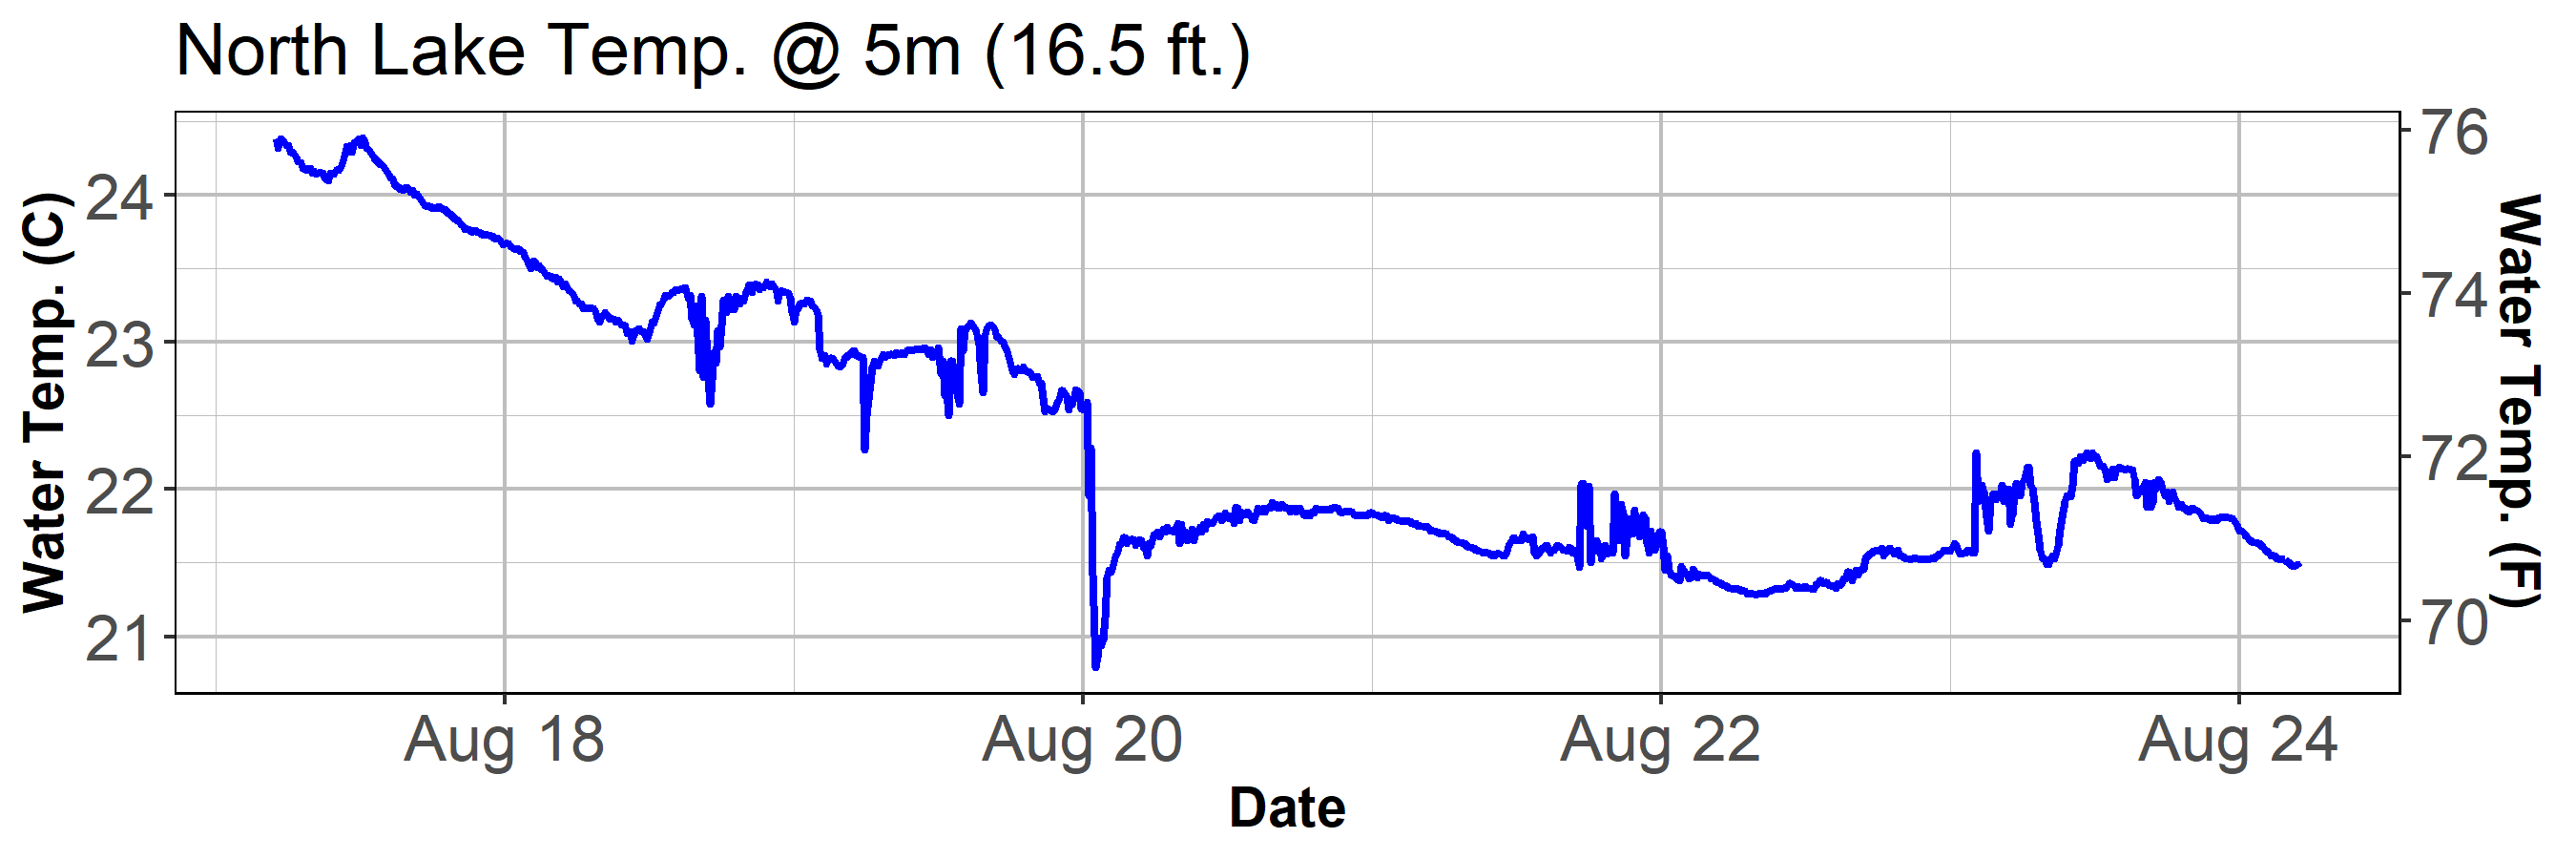 North Lake Temp. @ 5m (16.5 ft.)
Water Temp. (C)
24
23
22
21
76
74
72
70
Water Temp. (F)
Aug 18
Aug 20
Aug 22
Aug 24
Date